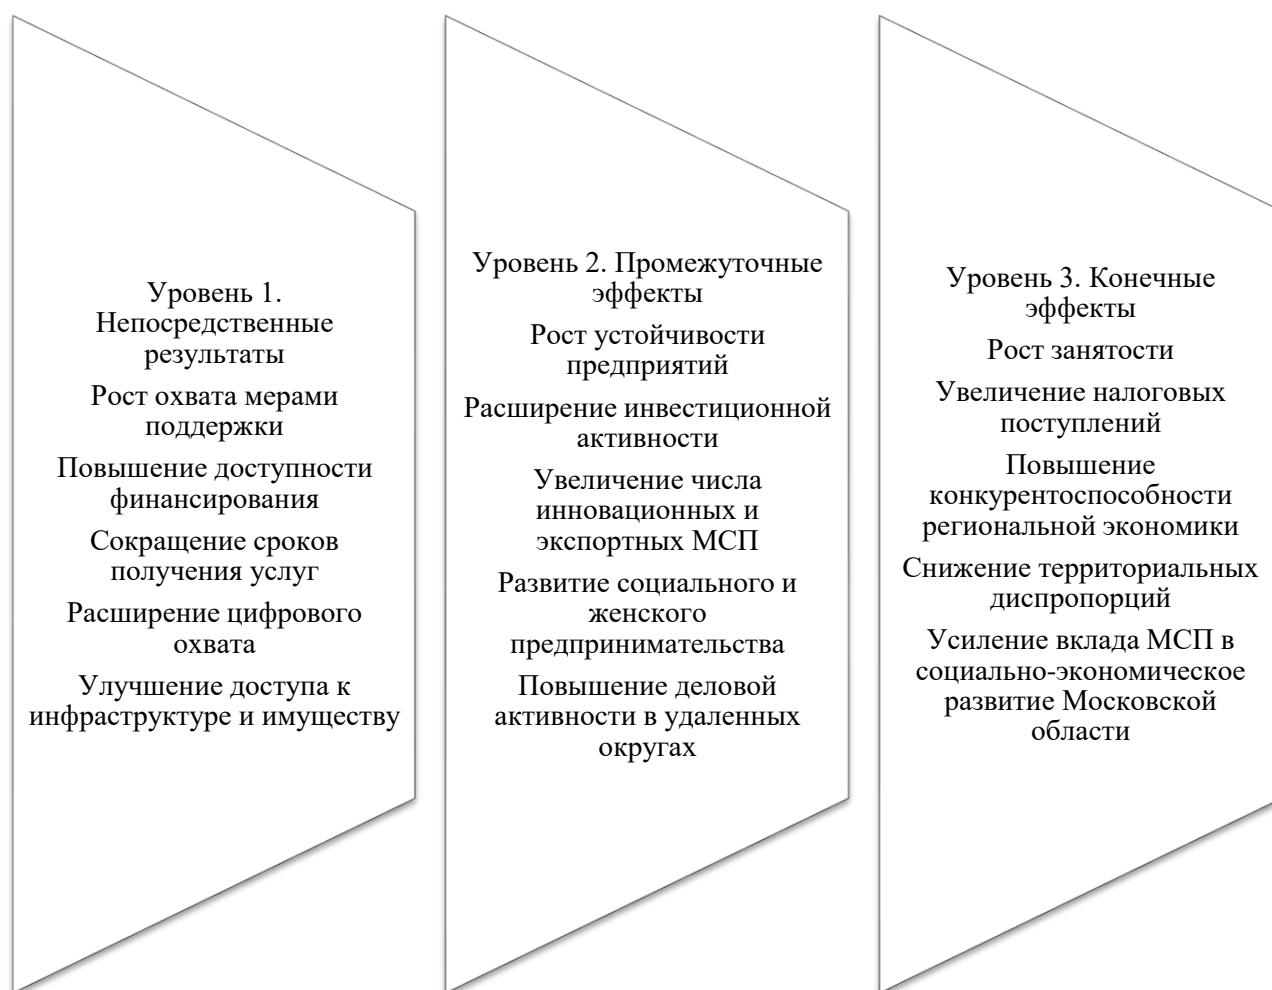 Уровень 1.
Непосредственные
результаты
Рост охвата мерами
поддержки
Повышение доступности
финансирования
Сокращение сроков
получения услуг
Расширение цифрового
охвата
Улучшение доступа к
инфраструктуре и имуществу
Уровень 2. Промежуточные
эффекты
Рост устойчивости
предприятий
Расширение инвестиционной
активности
Увеличение числа
инновационных и
экспортных МСП
Развитие социального и
женского
предпринимательства
Повышение деловой
активности в удаленных
округах
Уровень 3. Конечные
эффекты
Рост занятости
Увеличение налоговых
поступлений
Повышение
конкурентоспособности
региональной экономики
Снижение территориальных
диспропорций
Усиление вклада МСП в
социально-экономическое
развитие Московской
области